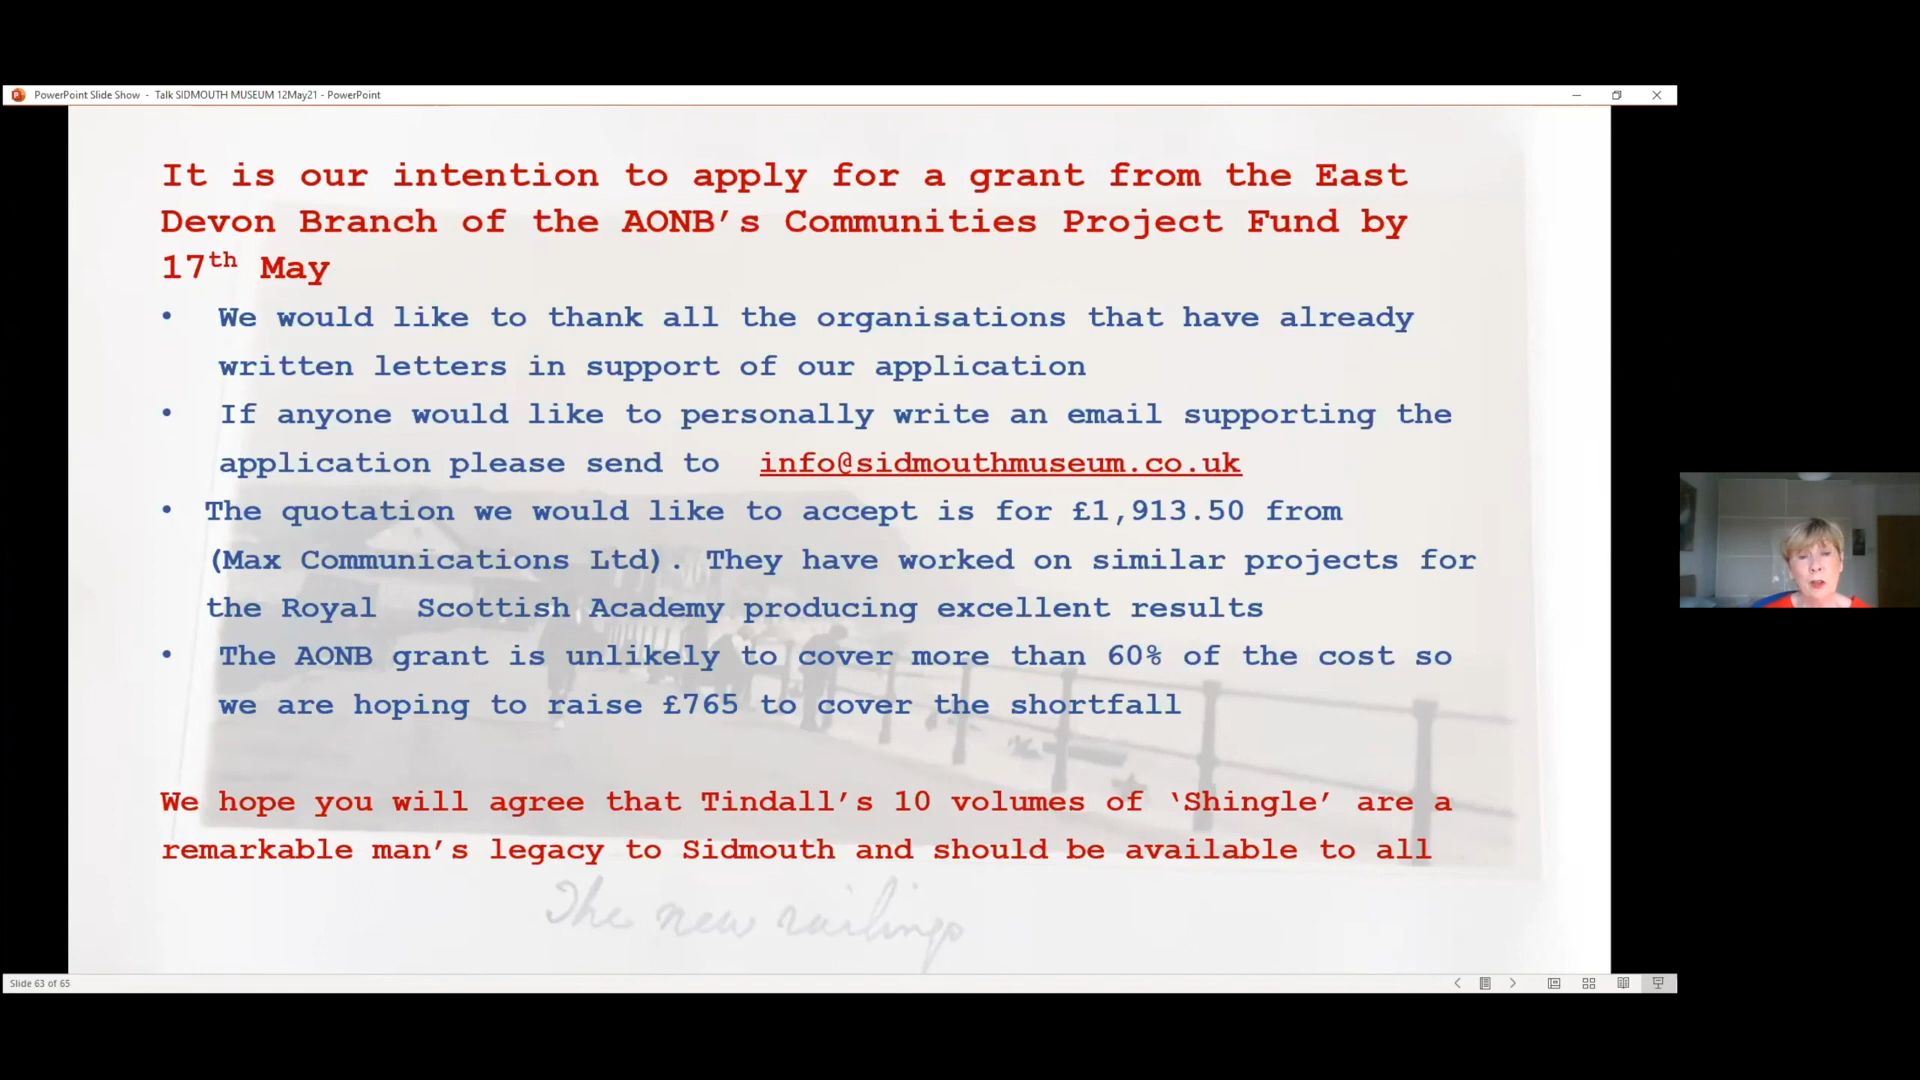 PowerPoint Slide Show - Talk SIDMOUTH MUSEUM 12May21 - PowerPoint
It is our intention to apply for a grant from the East
Devon Branch of the AONB’s Communities Project Fund by
17th May
• We would like to thank all the organisations that have already
written letters in support of our application
• If anyone would like to personally write an email supporting the
application please send to info@sidmouthmuseum.co.uk
• The quotation we would like to accept is for £1,913.50 from
(Max Communications Ltd). They have worked on similar projects for
the Royal Scottish Academy producing excellent results
• The AONB grant is unlikely to cover more than 60% of the cost so
we are hoping to raise £765 to cover the shortfall
We hope you will agree that Tindall’s 10 volumes of ‘Shingle’ are a
remarkable man’s legacy to Sidmouth and should be available to all
The new railings
Slide 63 of 65